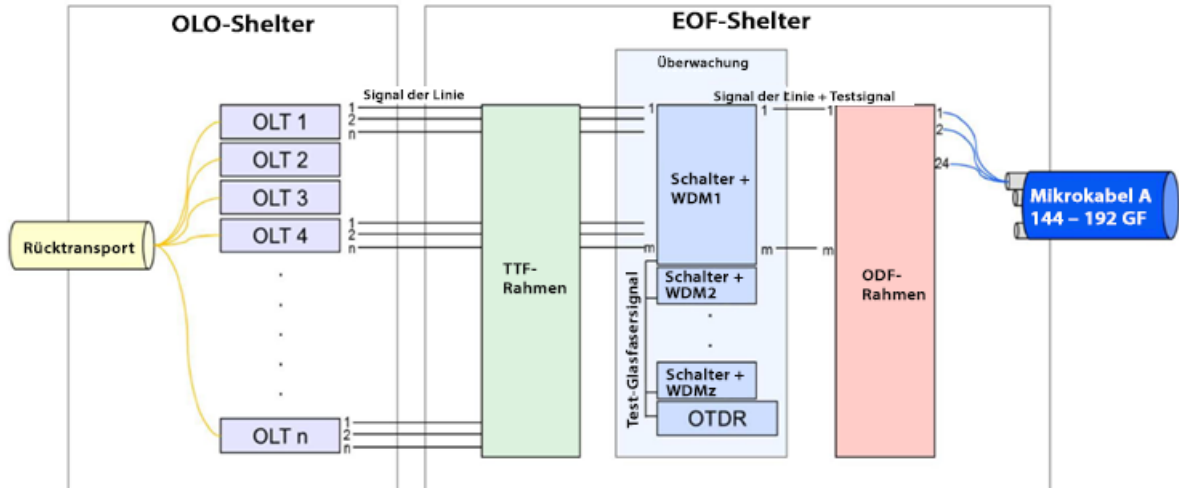 OLO-Shelter
EOF-Shelter
Überwachung
Signal der Linie
Signal der Linie + Testsignal
OLT 1
1
2
n
OLT 2
OLT 3
OLT 4
1
2
n
OLT n
1
2
n
Rücktransport
TTF-
Rahmen
1
m
Schalter +
WDM1
1
m
Schalter +
WDM2
Schalter +
WDMz
OTDR
Test-Glasfasersignal
1
m
ODF-
Rahmen
1
2
24
Mikrokabel A
144 – 192 GF